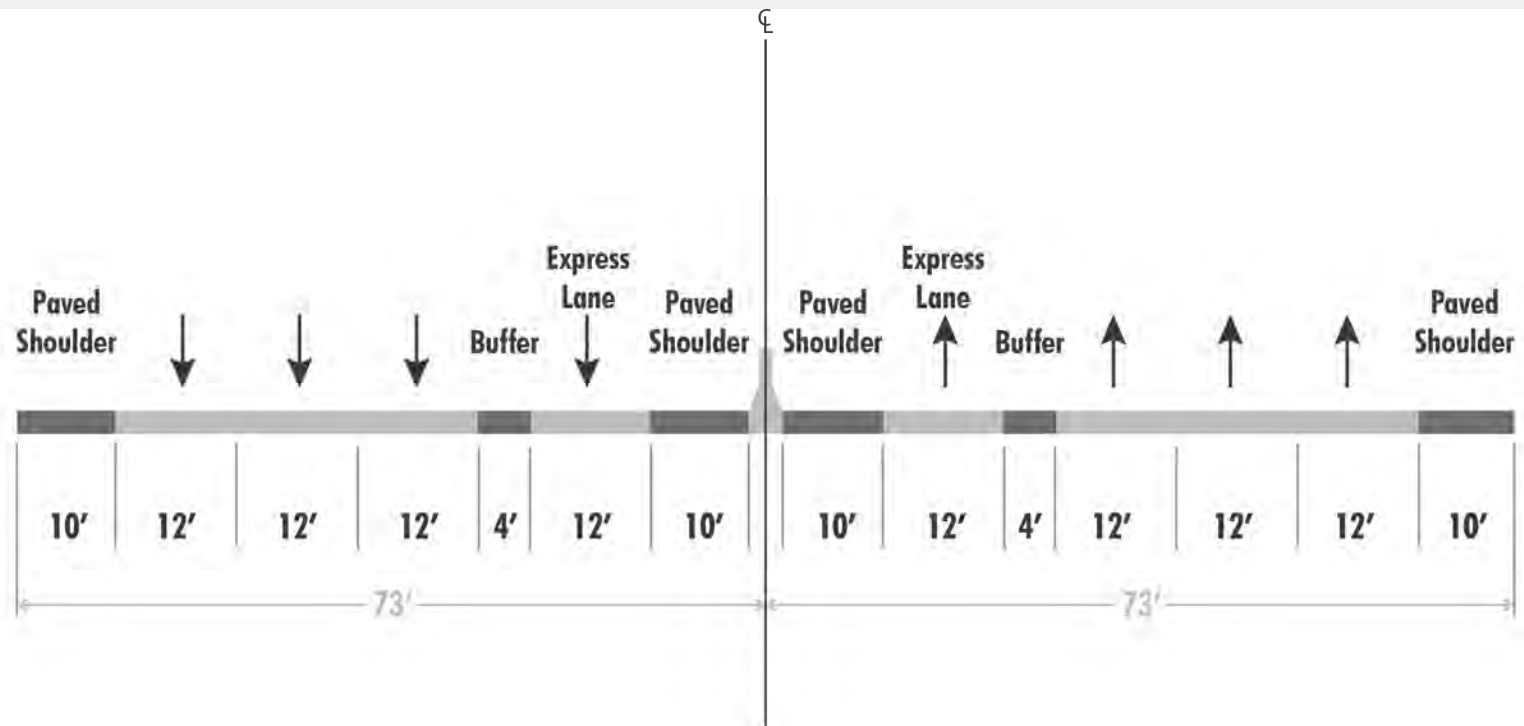 ℄
Paved
Shoulder
Buffer
Express
Lane
Paved
Shoulder
Paved
Shoulder
Express
Lane
Buffer
Paved
Shoulder
10′ 12′ 12′ 12′ 4′ 12′ 10′ 10′ 12′ 4′ 12′ 12′ 12′ 10′
73′ 73′